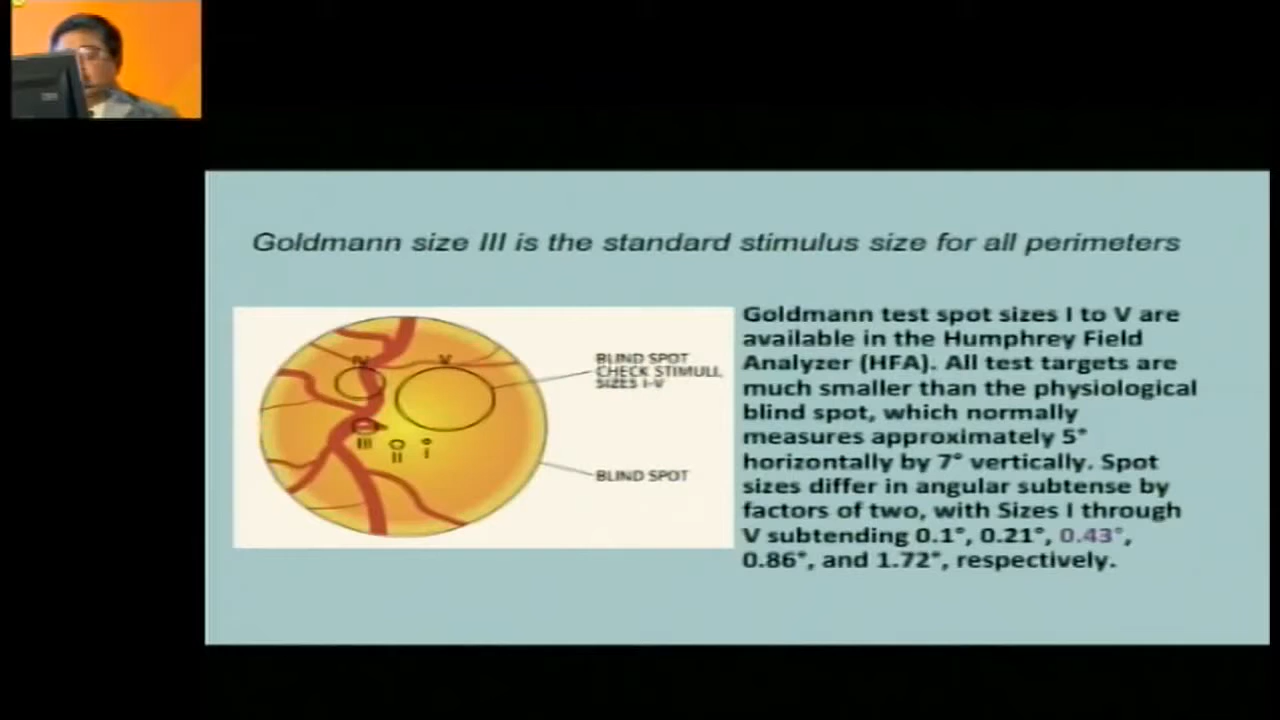 Goldmann size III is the standard stimulus size for all perimeters
IV V
BLIND SPOT
CHECK STIMULI,
SIZES I-V
III II I
BLIND SPOT
Goldmann test spot sizes I to V are
available in the Humphrey Field
Analyzer (HFA). All test targets are
much smaller than the physiological
blind spot, which normally
measures approximately 5°
horizontally by 7° vertically. Spot
sizes differ in angular subtense by
factors of two, with Sizes I through
V subtending 0.1°, 0.21°, 0.43°,
0.86°, and 1.72°, respectively.